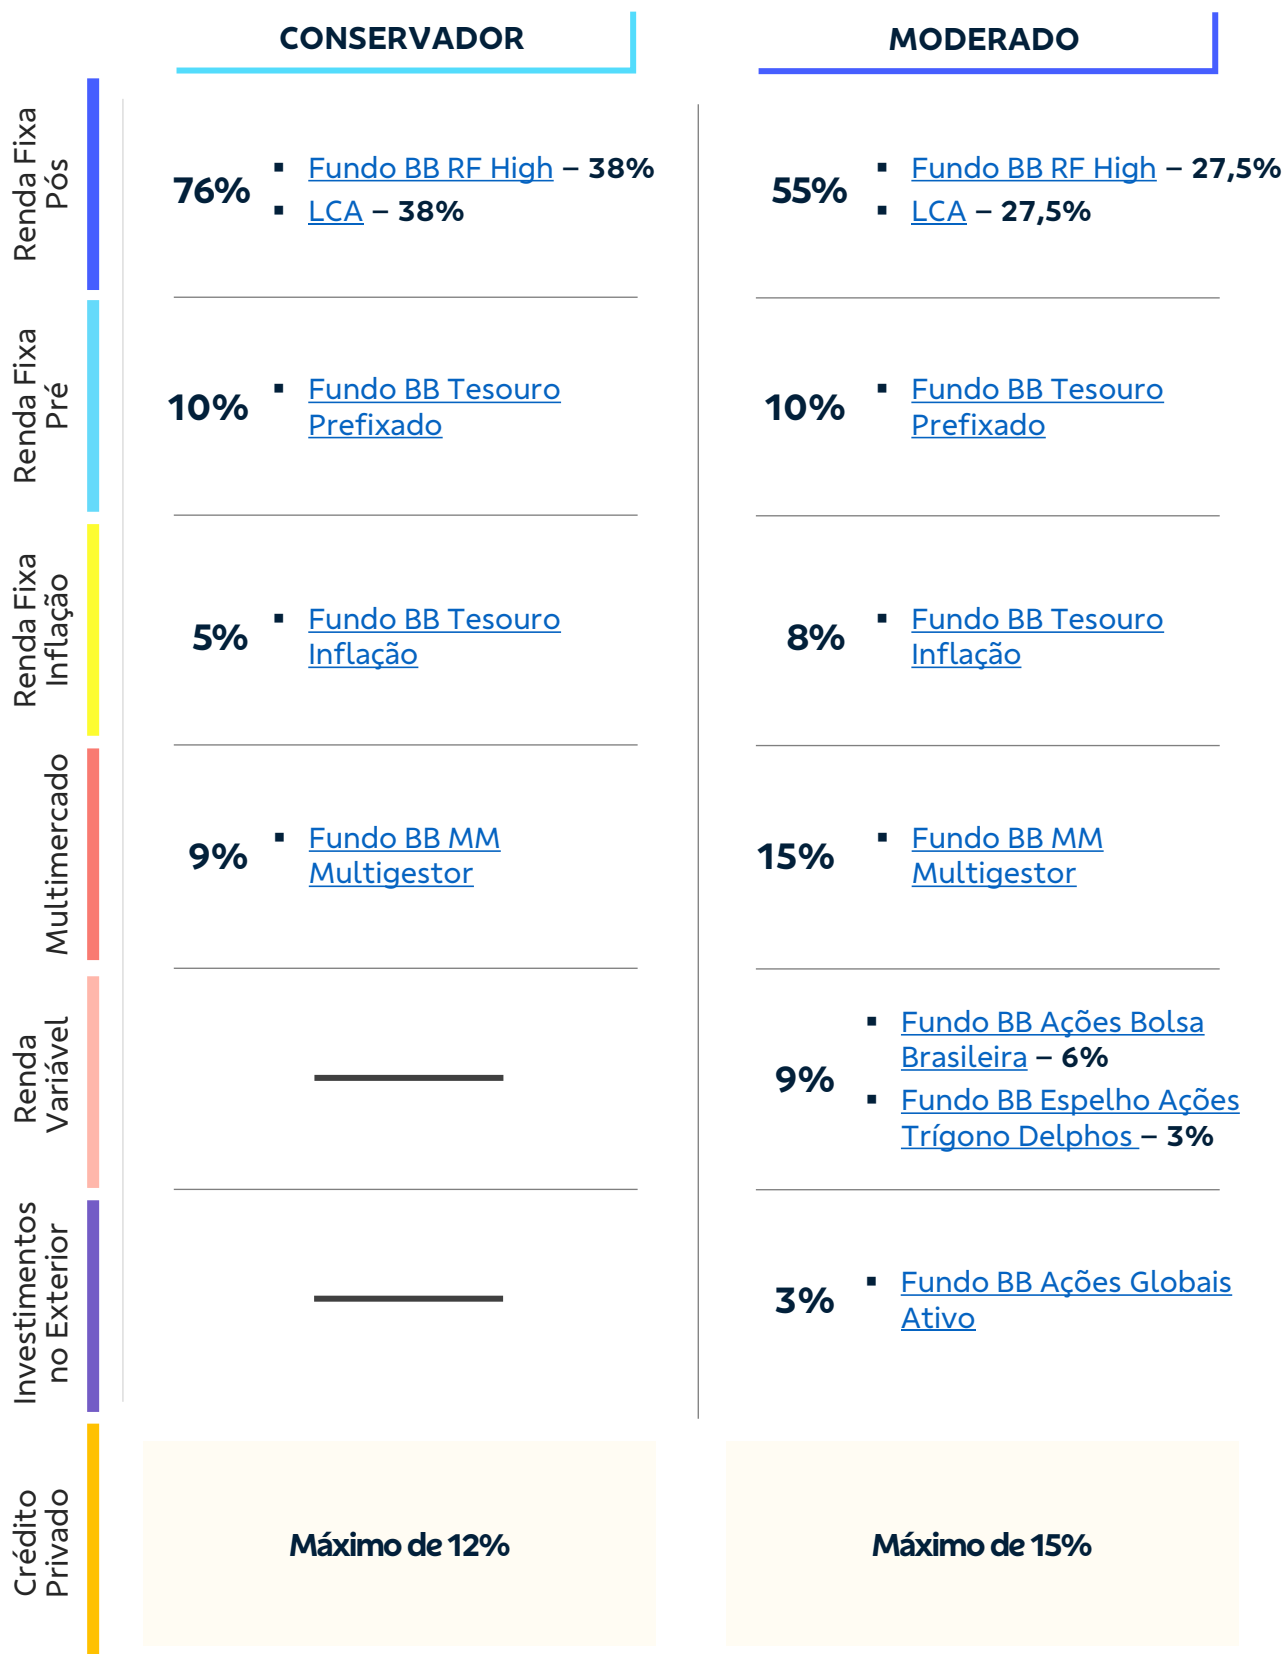 CONSERVADOR
MODERADO
Renda Fixa
Pós
76%
▪ Fundo BB RF High – 38%
▪ LCA – 38%
55%
▪ Fundo BB RF High – 27,5%
▪ LCA – 27,5%
Renda Fixa
Pré
10%
▪ Fundo BB Tesouro
Prefixado
10%
▪ Fundo BB Tesouro
Prefixado
Renda Fixa
Inflação
5%
▪ Fundo BB Tesouro
Inflação
8%
▪ Fundo BB Tesouro
Inflação
Multimercado
9%
▪ Fundo BB MM
Multigestor
15%
▪ Fundo BB MM
Multigestor
Renda
Variável
9%
▪ Fundo BB Ações Bolsa
Brasileira – 6%
▪ Fundo BB Espelho Ações
Trígono Delphos – 3%
Investimentos
no Exterior
3%
▪ Fundo BB Ações Globais
Ativo
Crédito
Privado
Máximo de 12%
Máximo de 15%